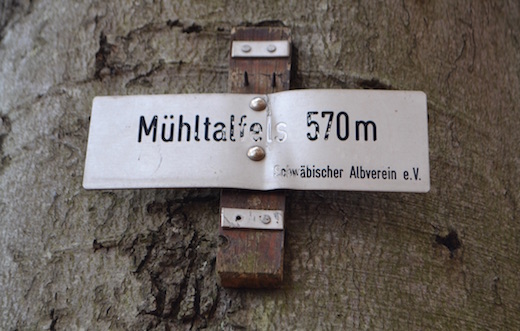 Mühltalfels 570m
Schwäbischer Albverein e.V.